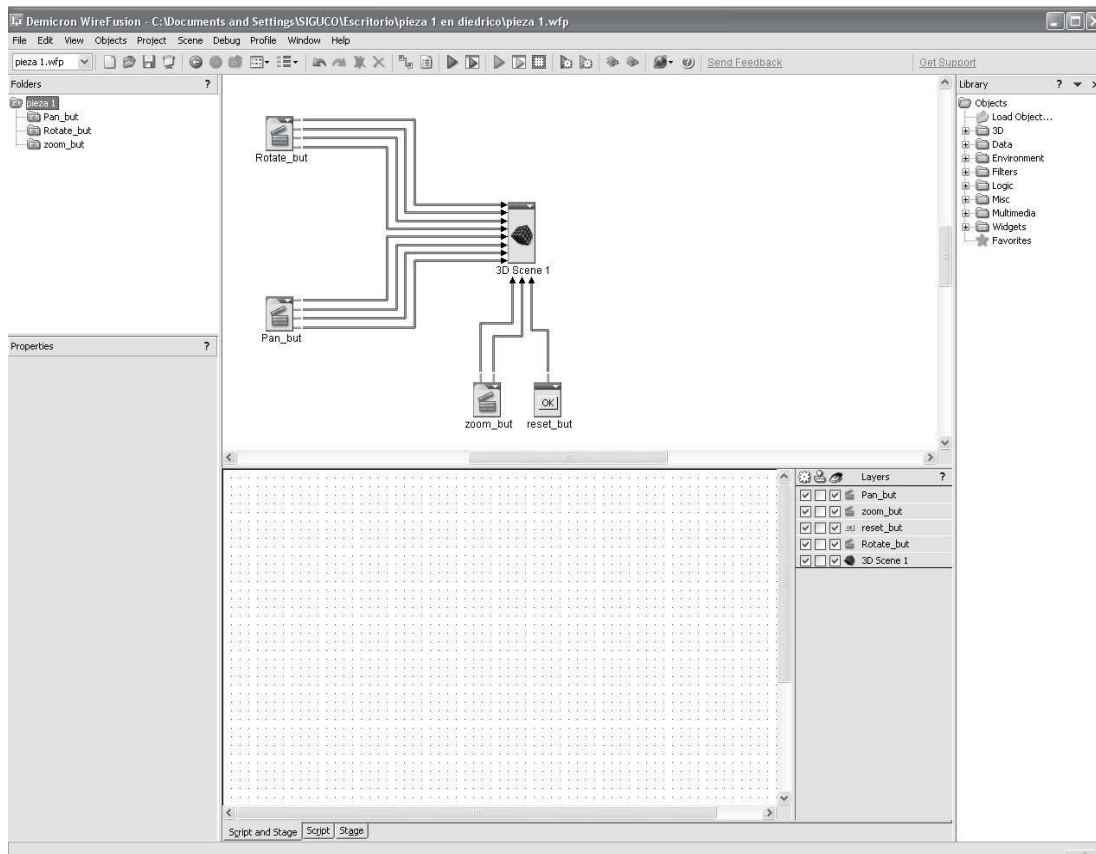 Demicron WireFusion - C:\Documents and Settings\SIGUCO\Escritorio\pieza 1 en diedrico\pieza 1.wfp
File Edit View Objects Project Scene Debug Profile Window Help
pieza 1.wfp Send Feedback Get Support
Folders ?
pieza 1
Pan_but
Rotate_but
zoom_but
Properties ?
Rotate_but
3D Scene 1
Pan_but
OK
zoom_but reset_but
Library ?
Objects
Load Object...
3D
Data
Environment
Filters
Logic
Misc
Multimedia
Widgets
Favorites
Layers ?
Pan_but
zoom_but
reset_but
Rotate_but
3D Scene 1
Script and Stage Script Stage